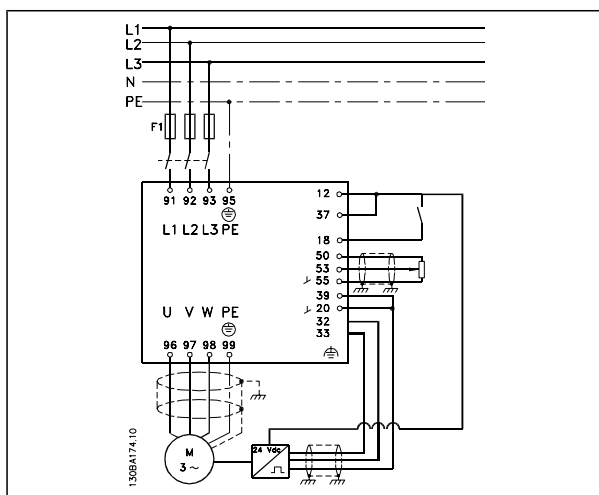 L1
L2
L3
N
PE
F1
91 92 93 95
L1 L2 L3 PE
12
37
18
50
53
55
39
20
32
33
U V W PE
96 97 98 99
M
3 ~
24 Vdc
130BA174.10